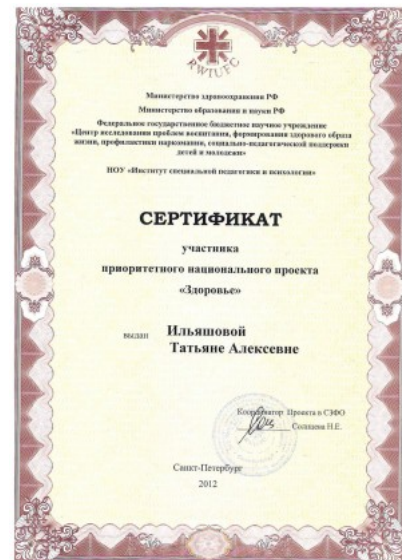 RWIUFC
Министерство здравоохранения РФ
Министерство образования и науки РФ
Федеральное государственное бюджетное научное учреждение
«Центр исследования проблем воспитания, формирования здорового образа
жизни, профилактики наркомании, социально-педагогической поддержки
детей и молодежи»
НОУ «Институт специальной педагогики и психологии»
СЕРТИФИКАТ
участника
приоритетного национального проекта
«Здоровье»
выдан Ильяшовой
Татьяне Алексевне
Координатор Проекта в СЗФО
Солнцева Н.Е.
Санкт-Петербург
2012